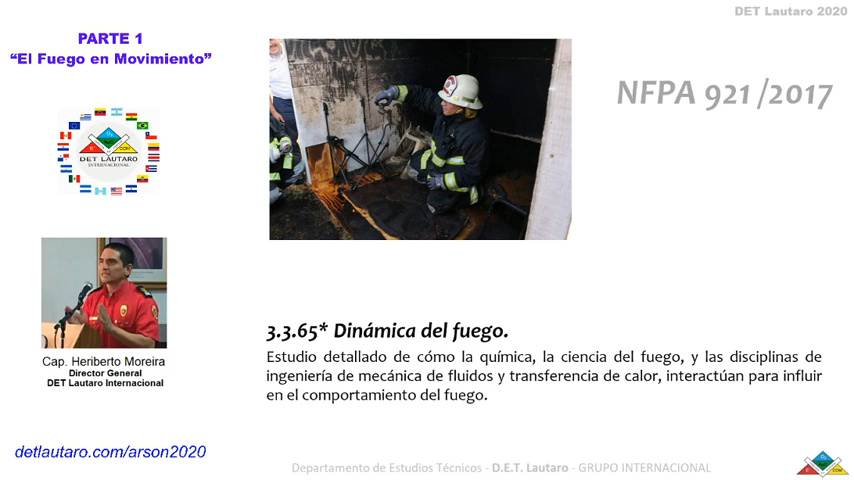 DET Lautaro 2020
PARTE 1
“El Fuego en Movimiento”
NFPA 921 /2017
DET LAUTARO
INTERNACIONAL
Cap. Heriberto Moreira
Director General
DET Lautaro Internacional
3.3.65* Dinámica del fuego.
Estudio detallado de cómo la química, la ciencia del fuego, y las disciplinas de
ingeniería de mecánica de fluidos y transferencia de calor, interactúan para influir
en el comportamiento del fuego.
detlautaro.com/arson2020
Departamento de Estudios Técnicos - D.E.T. Lautaro - GRUPO INTERNACIONAL